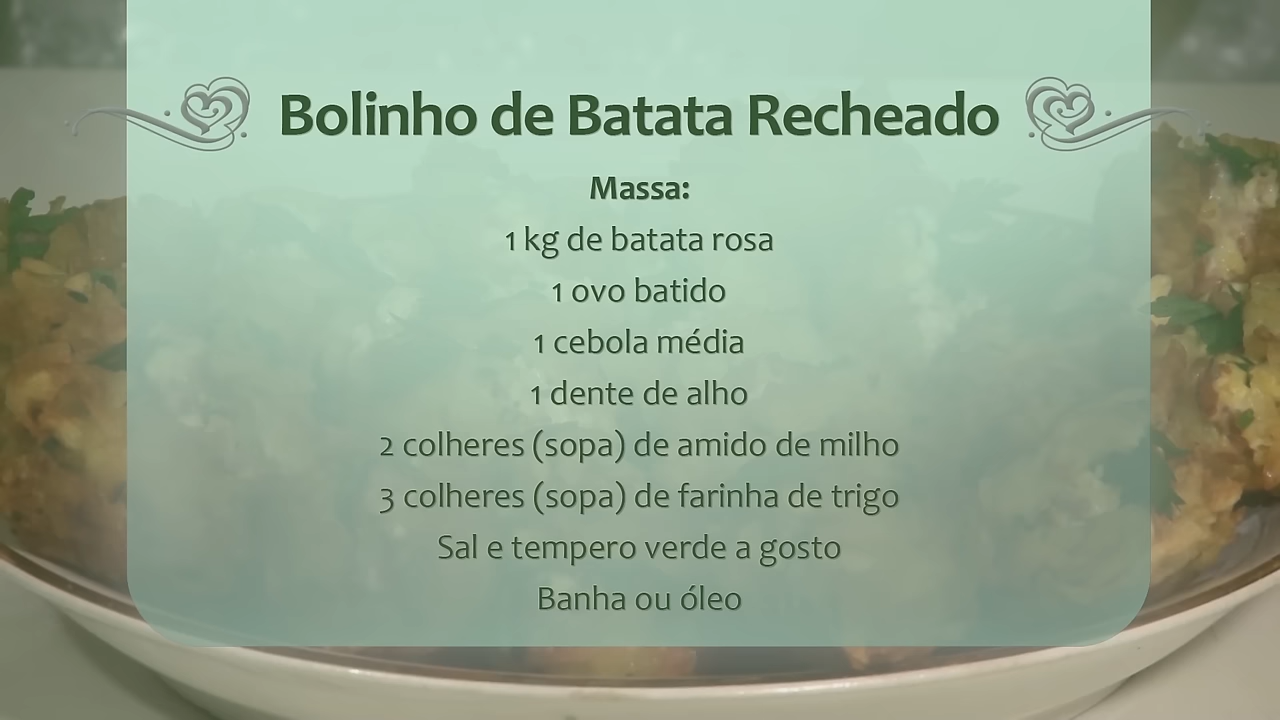 Bolinho de Batata Recheado
Massa:
1 kg de batata rosa
1 ovo batido
1 cebola média
1 dente de alho
2 colheres (sopa) de amido de milho
3 colheres (sopa) de farinha de trigo
Sal e tempero verde a gosto
Banha ou óleo